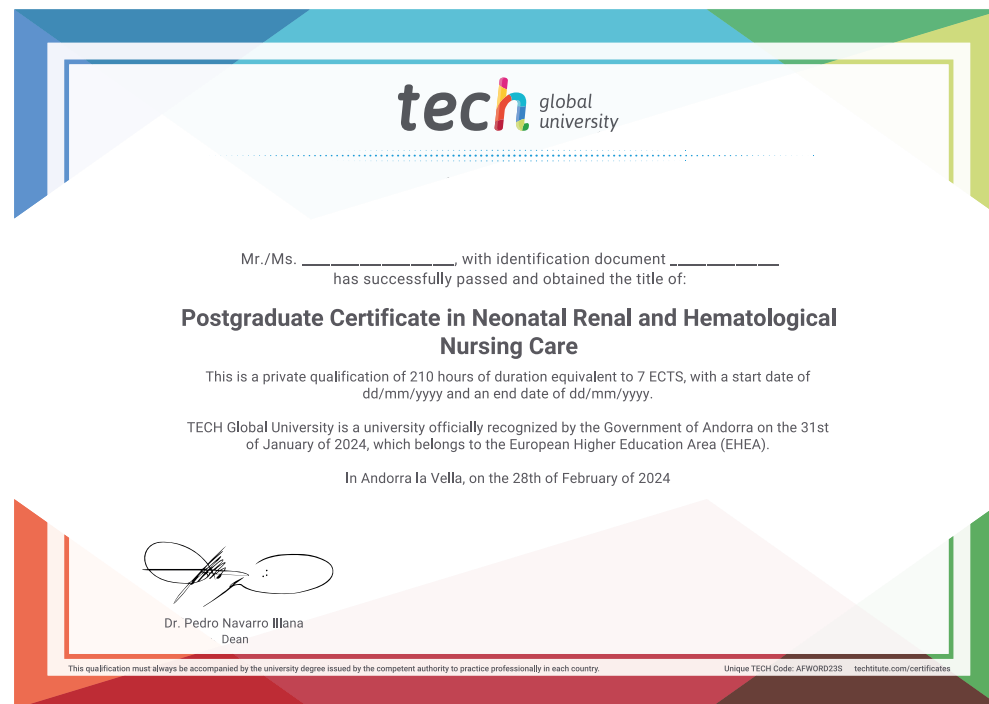 tech global
university
Mr./Ms. _________________, with identification document ____________
has successfully passed and obtained the title of:
Postgraduate Certificate in Neonatal Renal and Hematological
Nursing Care
This is a private qualification of 210 hours of duration equivalent to 7 ECTS, with a start date of
dd/mm/yyyy and an end date of dd/mm/yyyy.
TECH Global University is a university officially recognized by the Government of Andorra on the 31st
of January of 2024, which belongs to the European Higher Education Area (EHEA).
In Andorra la Vella, on the 28th of February of 2024
Dr. Pedro Navarro Illana
Dean
This qualification must always be accompanied by the university degree issued by the competent authority to practice professionally in each country. Unique TECH Code: AFWORD23S techtitute.com/certificates